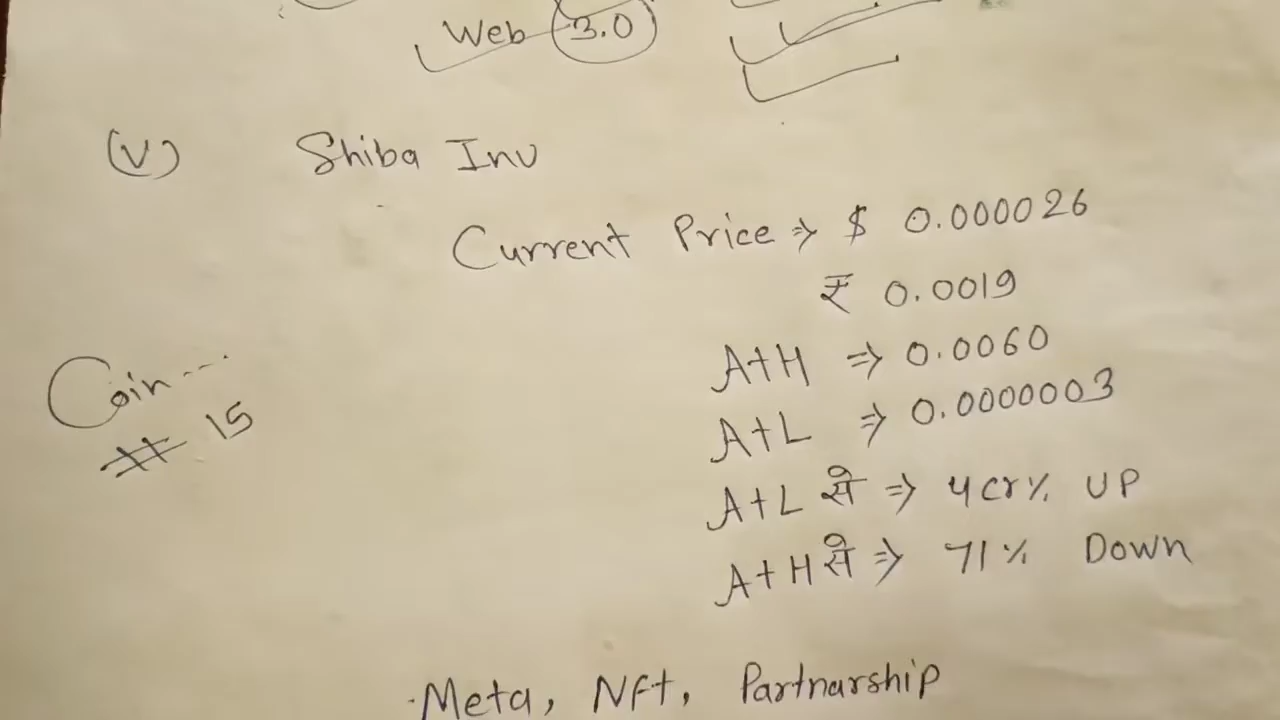 Web 3.0
(V) Shiba Inu
Current Price ⇒ $ 0.000026
₹ 0.0019
Coin...
# 15
AtH ⇒ 0.0060
AtL ⇒ 0.0000003
AtL से ⇒ 4cr% UP
AtH से ⇒ 71% Down
Meta, Nft, Partnarship